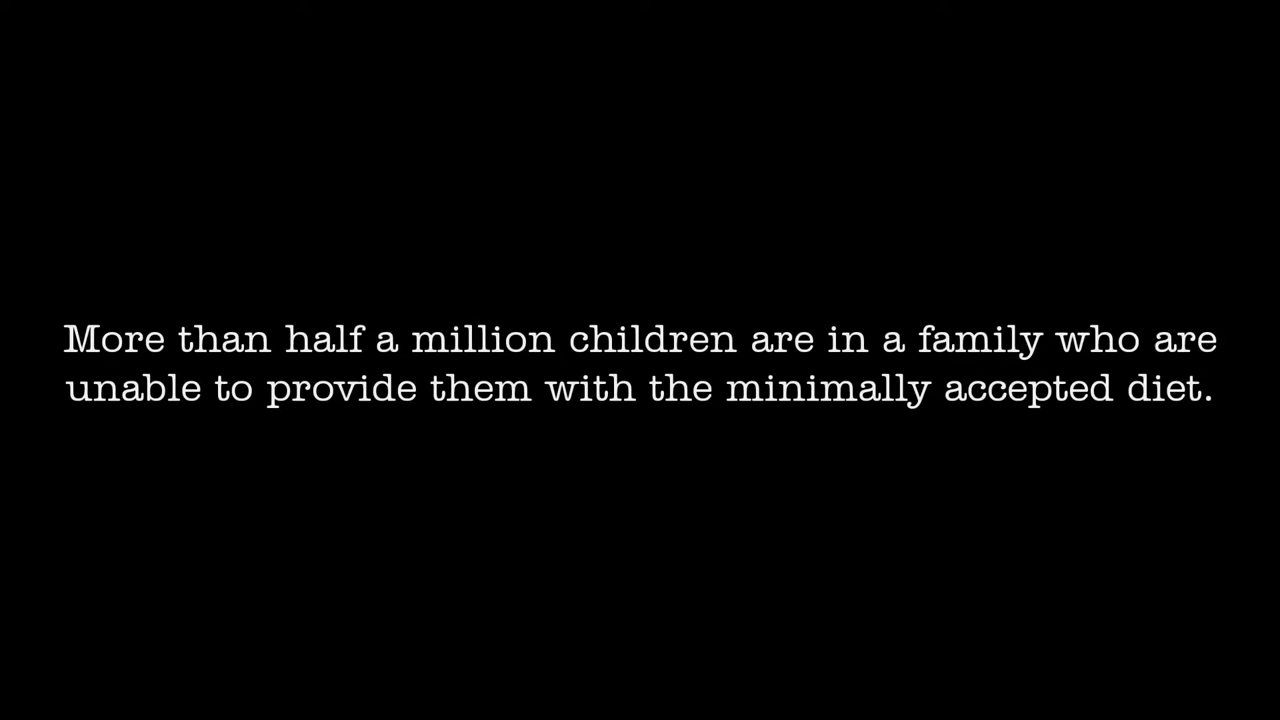 More than half a million children are in a family who are
unable to provide them with the minimally accepted diet.